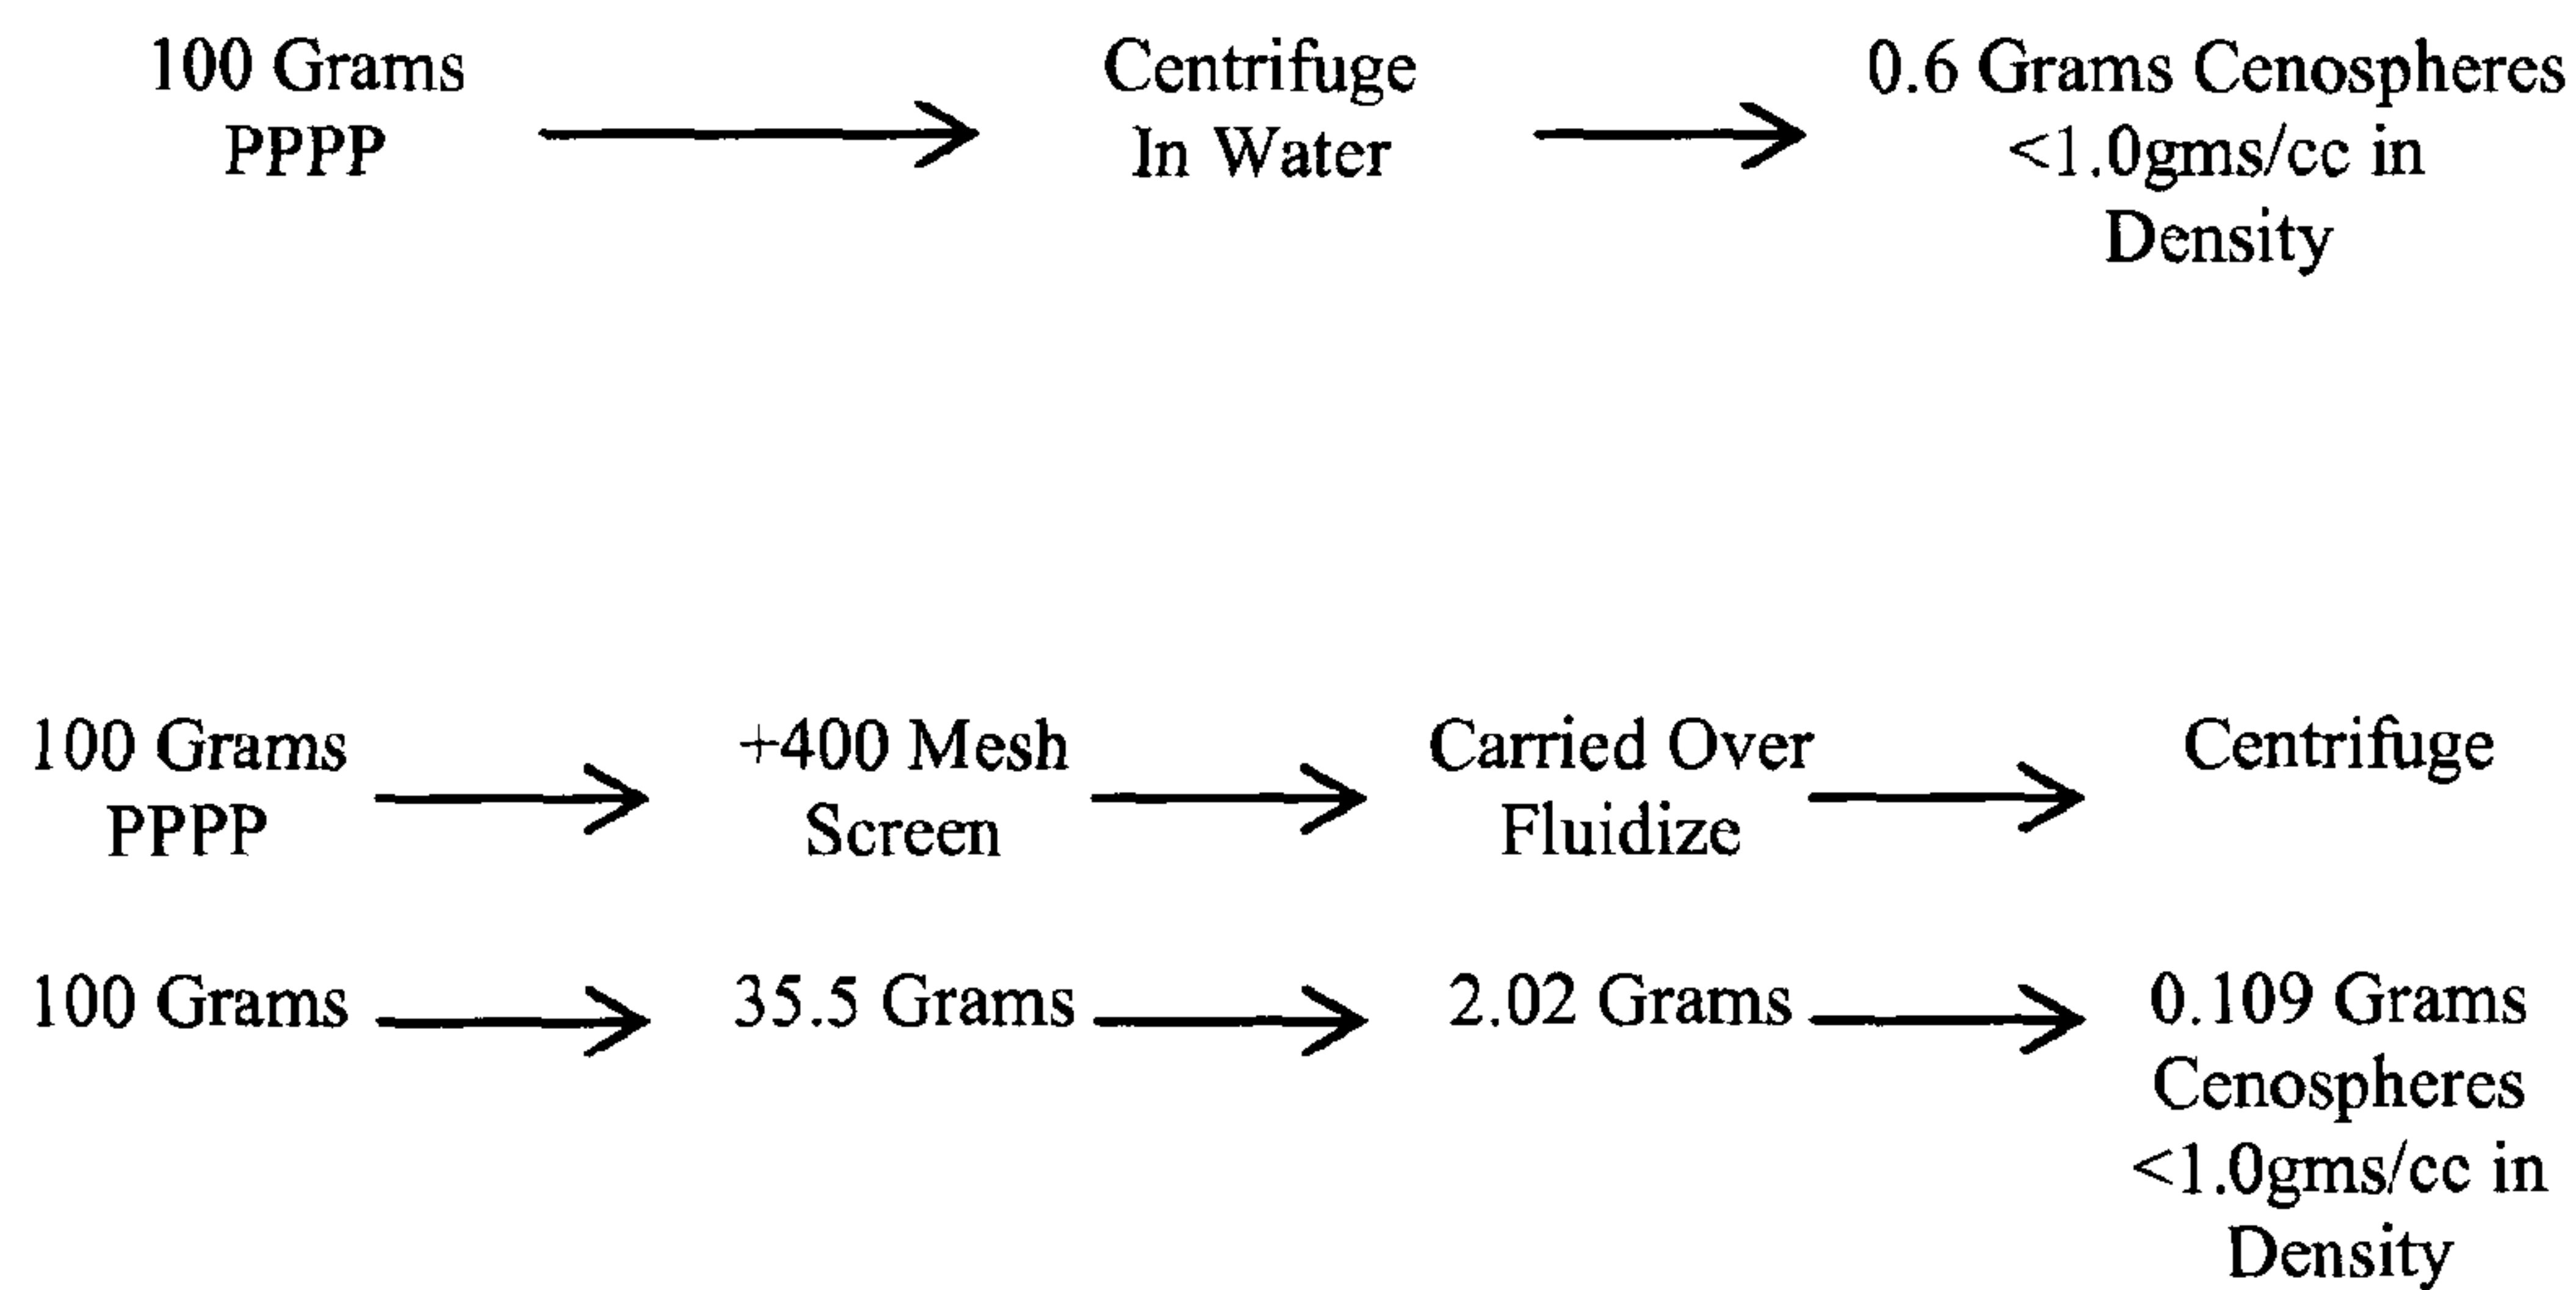 100 Grams
PPPP
Centrifuge
In Water
0.6 Grams Cenospheres
<1.0gms/cc in
Density
100 Grams
PPPP
+400 Mesh
Screen
Carried Over
Fluidize
Centrifuge
100 Grams
35.5 Grams
2.02 Grams
0.109 Grams
Cenospheres
<1.0gms/cc in
Density